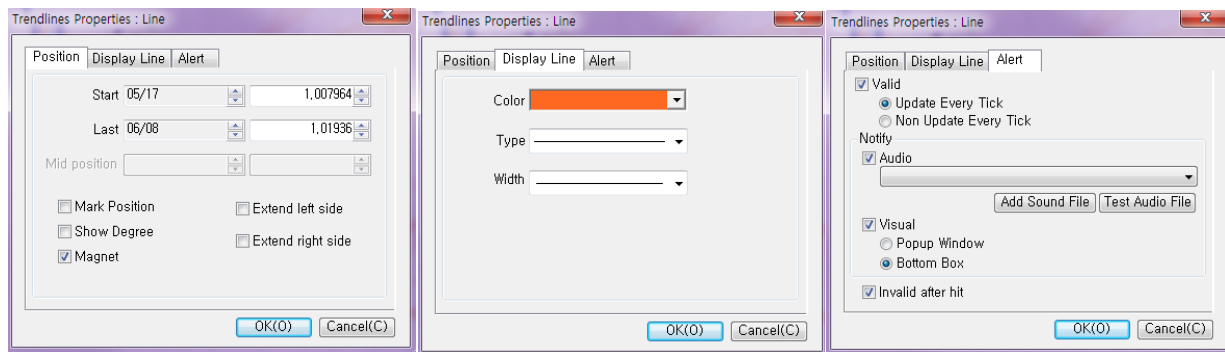 Trendlines Properties : Line
Position Display Line Alert
Start 05/17 1,007964
Last 06/08 1,01936
Mid position
Mark Position Extend left side
Show Degree
Extend right side
Magnet
OK(O) Cancel(C)
Trendlines Properties : Line
Position Display Line Alert
Color
Type
Width
OK(O) Cancel(C)
Trendlines Properties : Line
Position Display Line Alert
Valid
Update Every Tick
Non Update Every Tick
Notify
Audio
Add Sound File Test Audio File
Visual
Popup Window
Bottom Box
Invalid after hit
OK(O) Cancel(C)